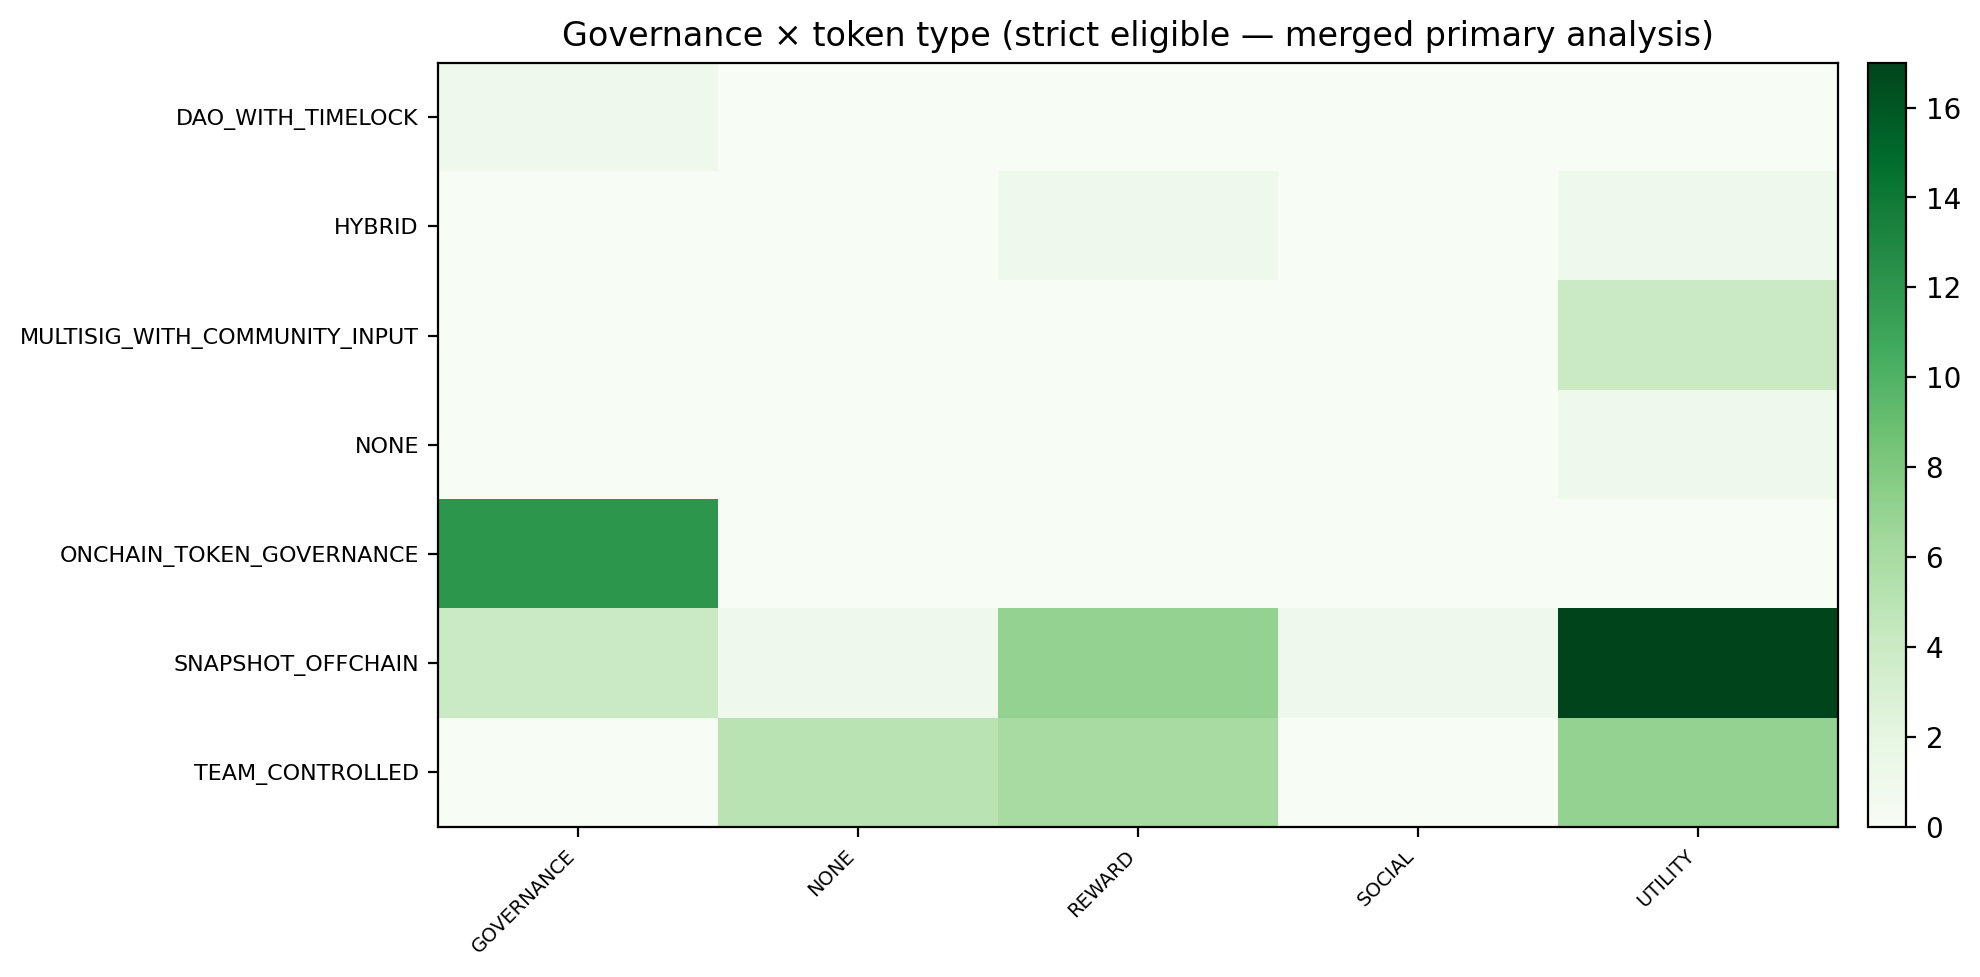 Governance × token type (strict eligible — merged primary analysis)
DAO_WITH_TIMELOCK
HYBRID
MULTISIG_WITH_COMMUNITY_INPUT
NONE
ONCHAIN_TOKEN_GOVERNANCE
SNAPSHOT_OFFCHAIN
TEAM_CONTROLLED
GOVERNANCE
NONE
REWARD
SOCIAL
UTILITY
16
14
12
10
8
6
4
2
0